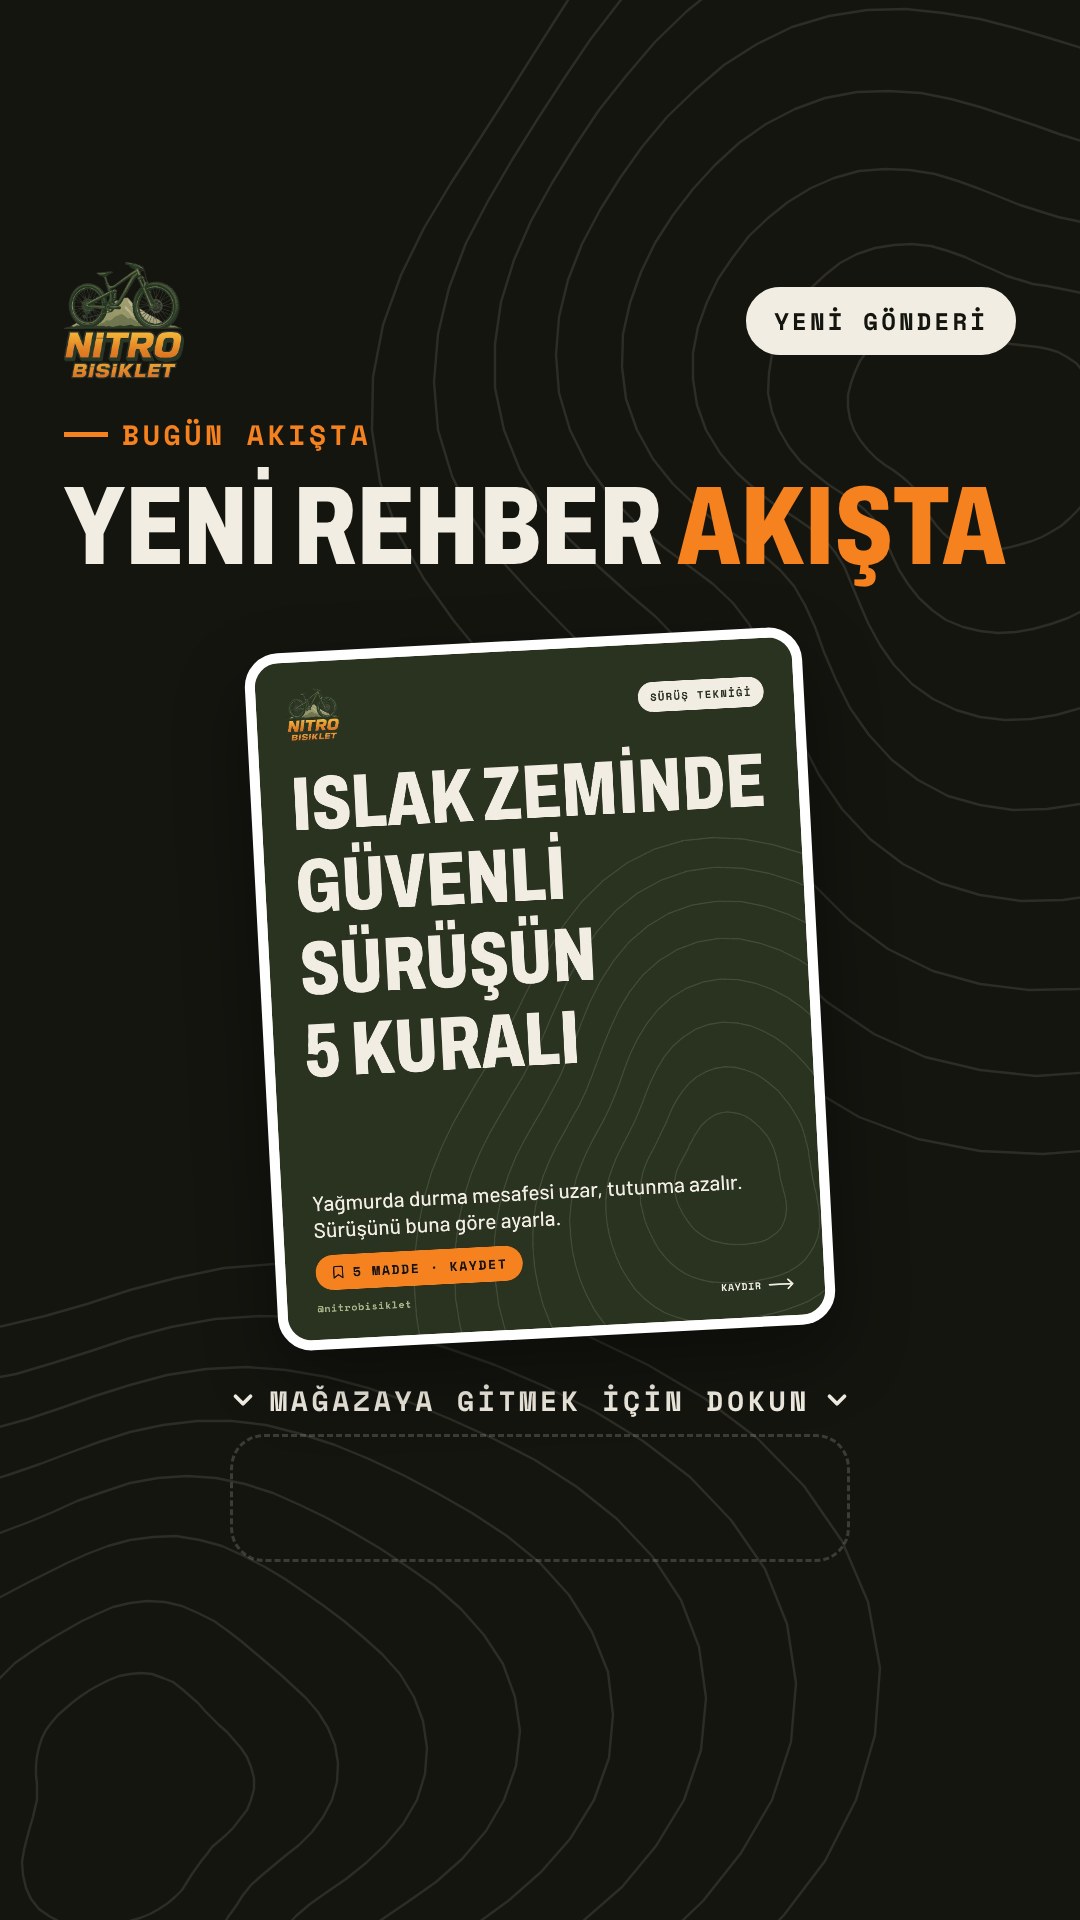 NiTRO
BiSiKLET
YENİ GÖNDERİ
BUGÜN AKIŞTA
YENİ REHBER AKIŞTA
NITRO
BISIKLET
SÜRÜŞ TEKNİĞİ
ISLAK ZEMİNDE
GÜVENLİ
SÜRÜŞÜN
5 KURALI
Yağmurda durma mesafesi uzar, tutunma azalır.
Sürüşünü buna göre ayarla.
5 MADDE · KAYDET
@nitrobisiklet
KAYDIR
MAĞAZAYA GİTMEK İÇİN DOKUN